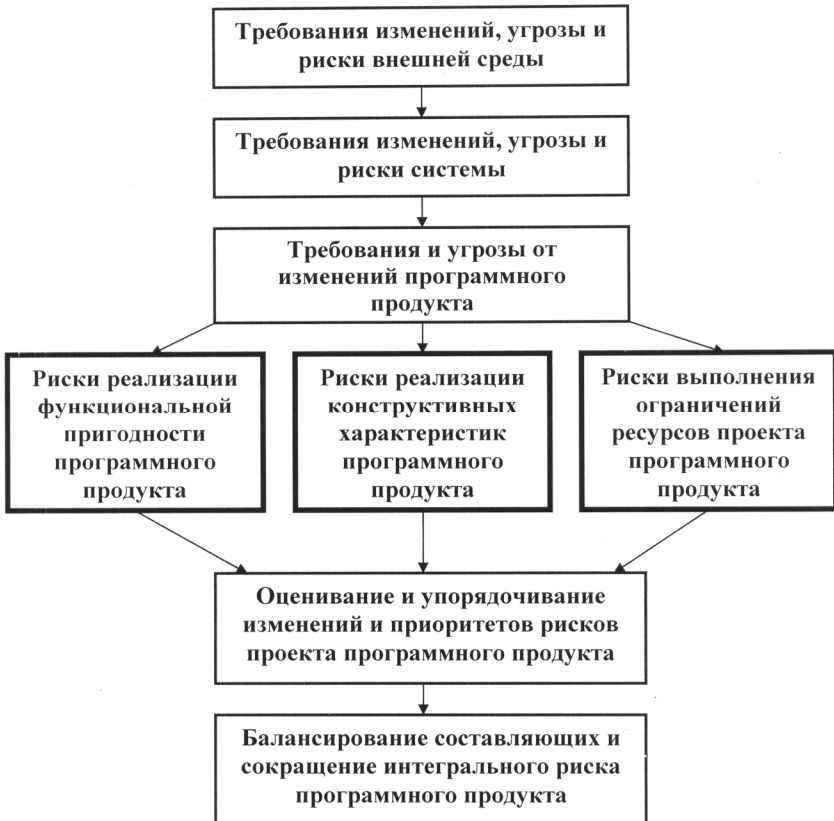 Требования изменений, угрозы и
риски внешней среды
Требования изменений, угрозы и
риски системы
Требования и угрозы от
изменений программного
продукта
Риски реализации
функциональной
пригодности
программного
продукта
Риски реализации
конструктивных
характеристик
программного
продукта
Риски выполнения
ограничений
ресурсов проекта
программного
продукта
Оценивание и упорядочивание
изменений и приоритетов рисков
проекта программного продукта
Балансирование составляющих и
сокращение интегрального риска
программного продукта